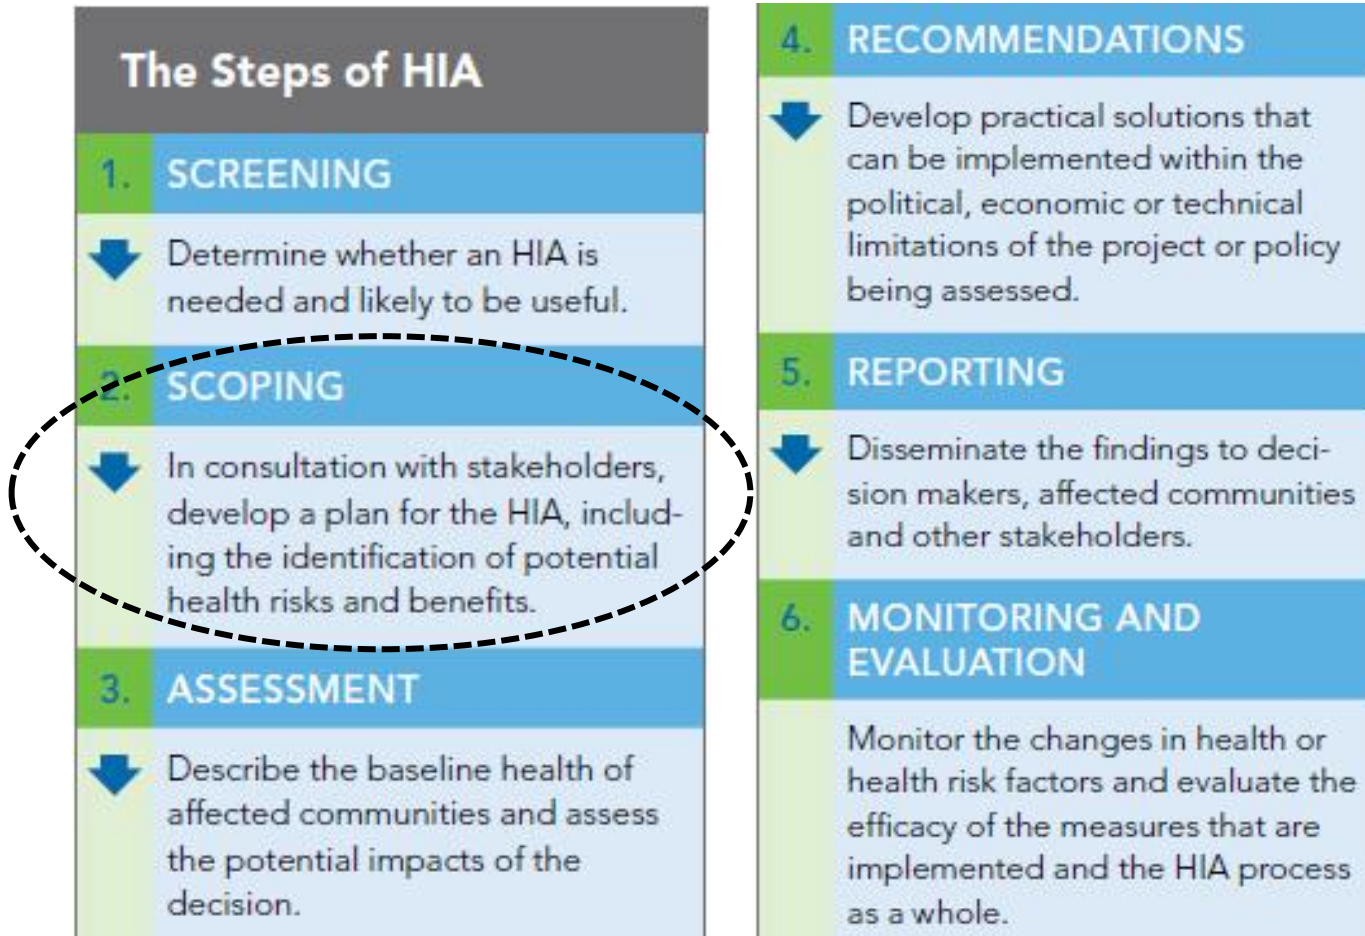 The Steps of HIA
1. SCREENING
Determine whether an HIA is
needed and likely to be useful.
2. SCOPING
In consultation with stakeholders,
develop a plan for the HIA, includ-
ing the identification of potential
health risks and benefits.
3. ASSESSMENT
Describe the baseline health of
affected communities and assess
the potential impacts of the
decision.
4. RECOMMENDATIONS
Develop practical solutions that
can be implemented within the
political, economic or technical
limitations of the project or policy
being assessed.
5. REPORTING
Disseminate the findings to deci-
sion makers, affected communities
and other stakeholders.
6. MONITORING AND
EVALUATION
Monitor the changes in health or
health risk factors and evaluate the
efficacy of the measures that are
implemented and the HIA process
as a whole.